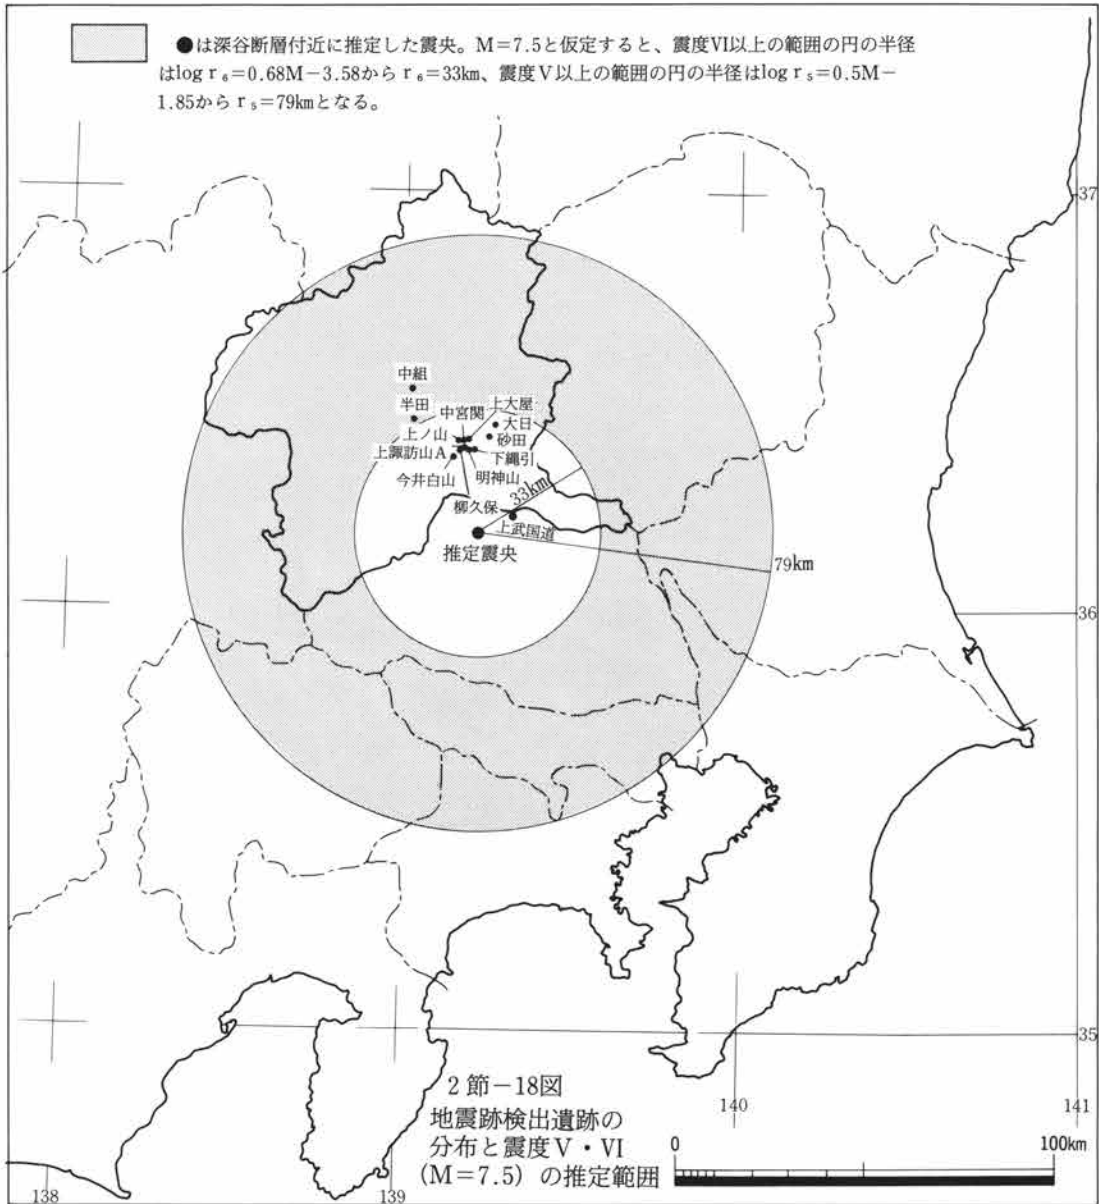 ●は深谷断層付近に推定した震央。M=7.5と仮定すると、震度VI以上の範囲の円の半径
はlog r₆=0.68M-3.58から r₆=33km、震度V以上の範囲の円の半径はlog r₅=0.5M-
1.85から r₅=79kmとなる。
37
中組
半田
中宮関
上大屋
大日
上ノ山
砂田
上諏訪山A
下縄引
今井白山
明神山
33km
柳久保
上武国道
推定震央
79km
36
35
2節-18図
地震跡検出遺跡の
分布と震度V・VI
(M=7.5)の推定範囲
0
100km
138
139
140
141